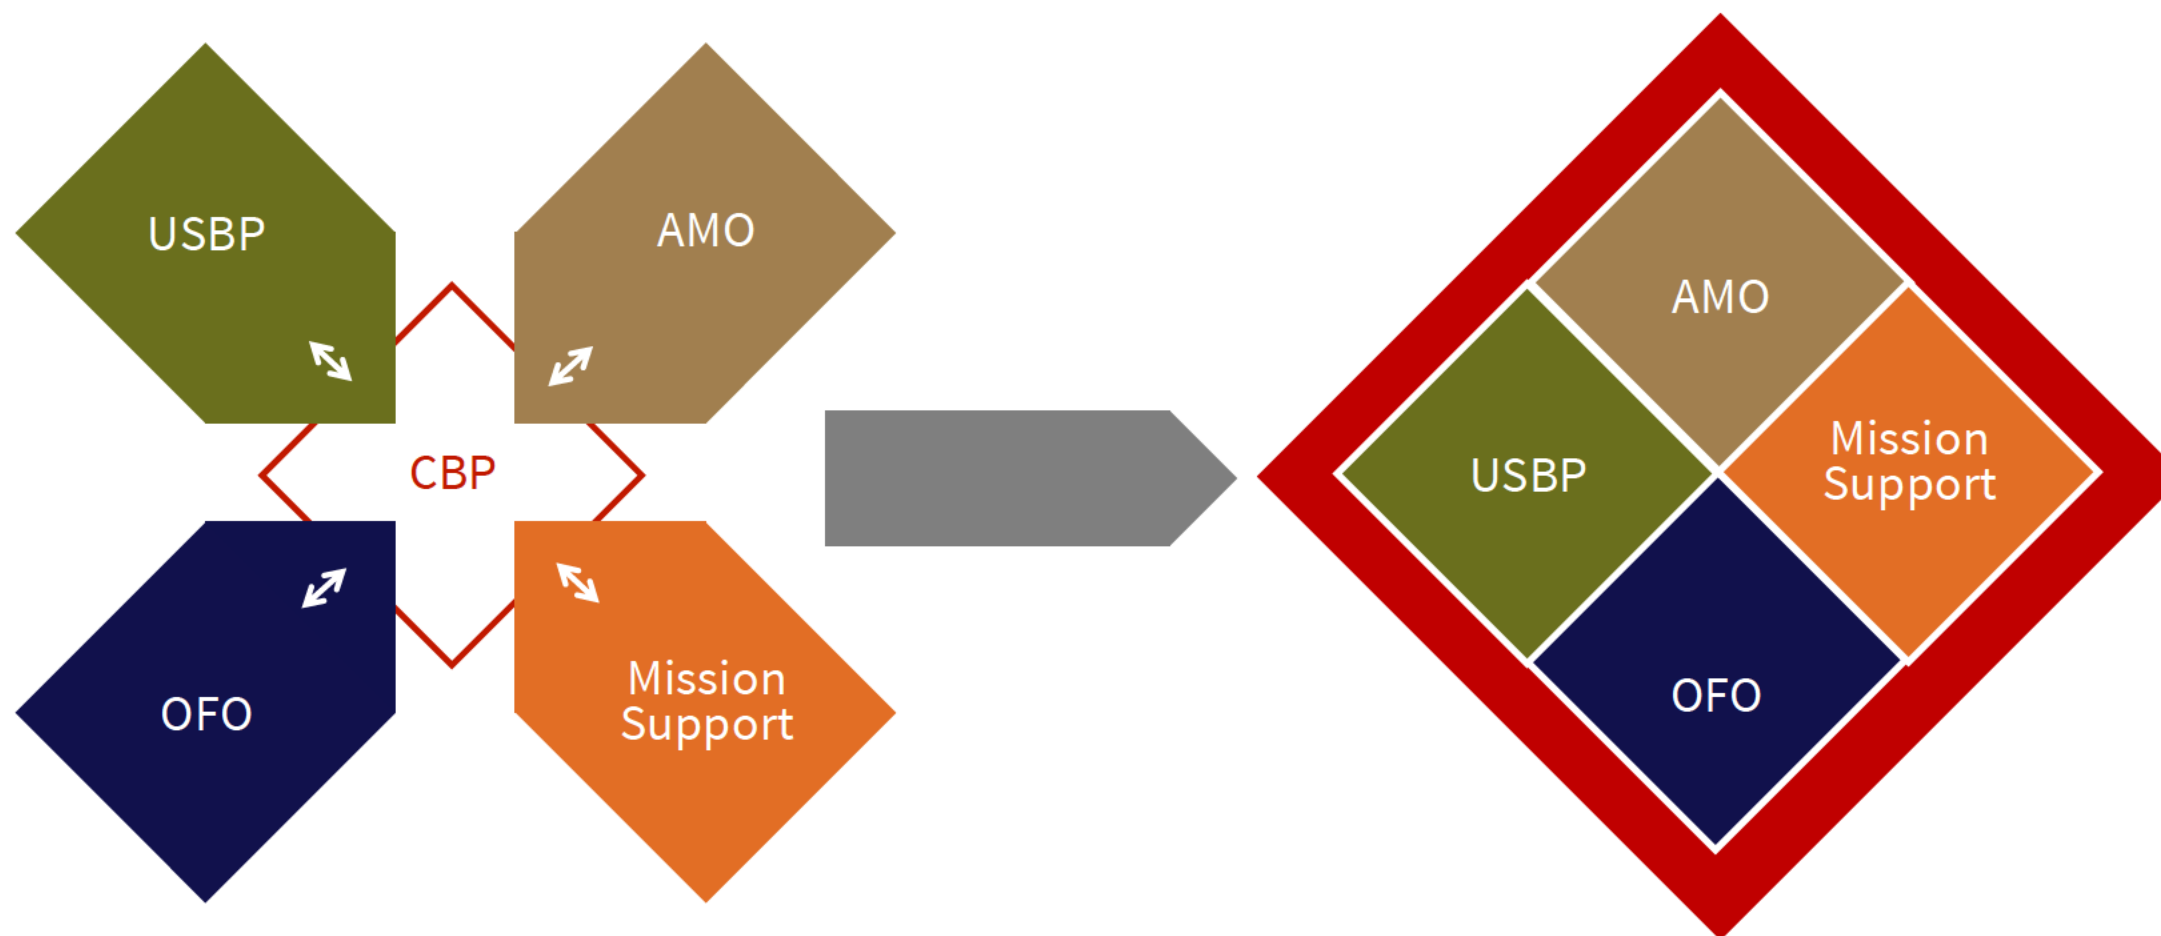 USBP
AMO
CBP
OFO
Mission
Support
AMO
USBP
Mission
Support
OFO